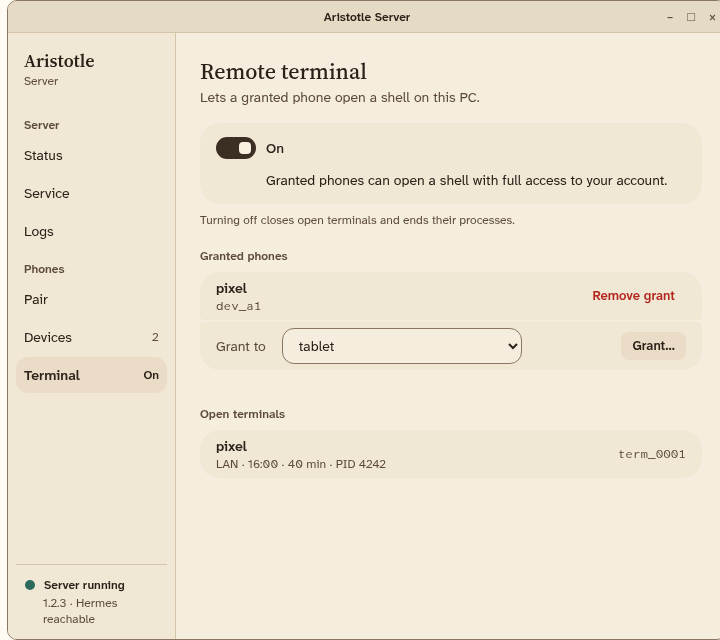 Aristotle Server
Aristotle
Server
Server
Status
Service
Logs
Phones
Pair
Devices 2
Terminal On
Server running
1.2.3 · Hermes
reachable
Remote terminal
Lets a granted phone open a shell on this PC.
On
Granted phones can open a shell with full access to your account.
Turning off closes open terminals and ends their processes.
Granted phones
pixel
dev_a1
Remove grant
Grant to tablet Grant...
Open terminals
pixel
LAN · 16:00 · 40 min · PID 4242
term_0001